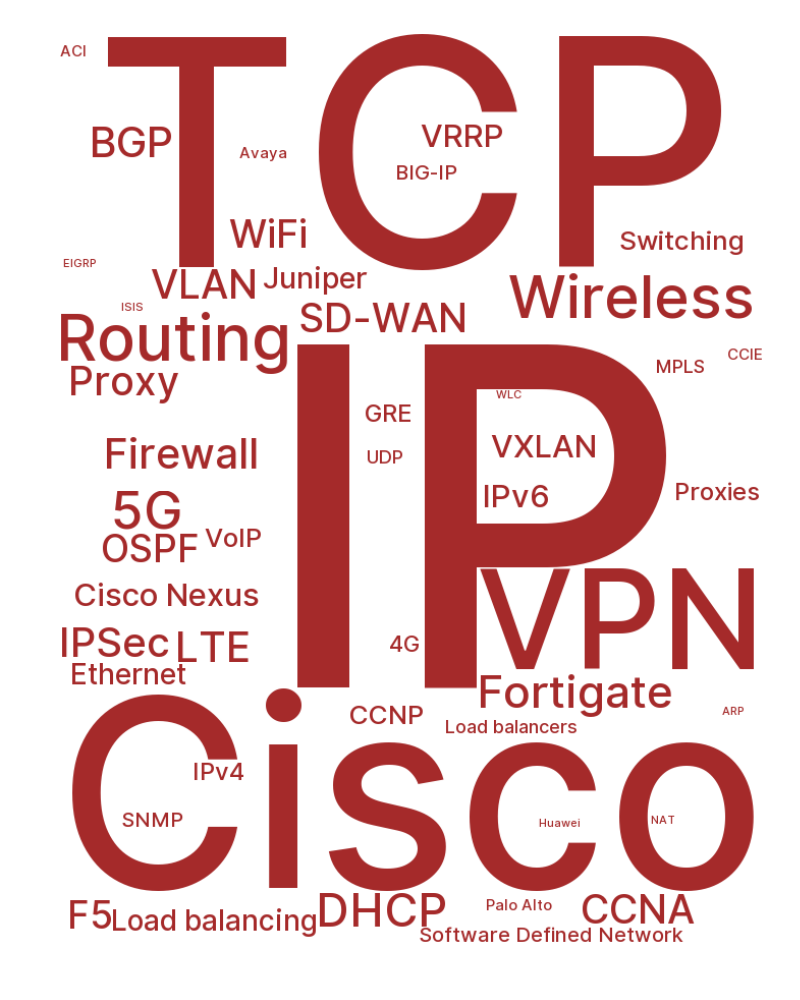 TCP
ACI
BGP
Avaya
VRRP
BIG-IP
WiFi
Switching
EIGRP
VLAN
Juniper
Wireless
ISIS
SD-WAN
Routing
Proxy
IP
MPLS
CCIE
WLC
GRE
VXLAN
Firewall
UDP
IPv6
Proxies
5G
OSPF
VoIP
Cisco Nexus
VPN
IPSec
LTE
4G
Ethernet
Fortigate
CCNP
ARP
Load balancers
Cisco
IPv4
SNMP
Huawei
NAT
F5
Load balancing
DHCP
Palo Alto
CCNA
Software Defined Network